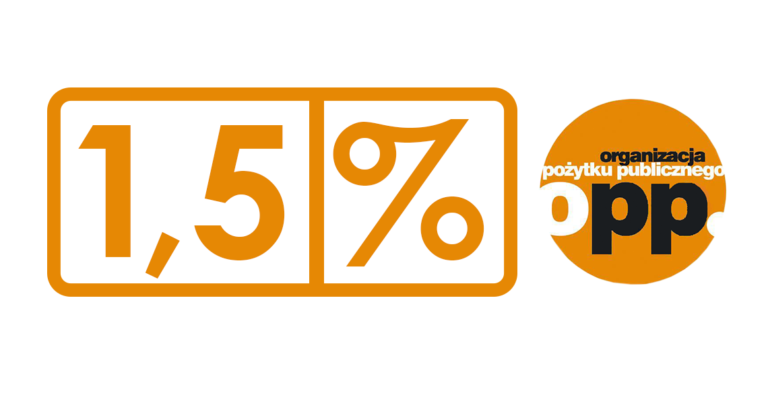 1,5%
organizacja
pożytku publicznego
opp.